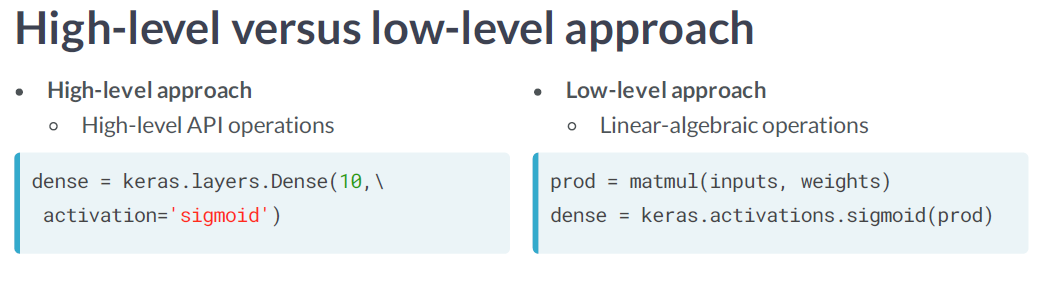 High-level versus low-level approach
• High-level approach
○ High-level API operations
dense = keras.layers.Dense(10,\
activation='sigmoid')
• Low-level approach
○ Linear-algebraic operations
prod = matmul(inputs, weights)
dense = keras.activations.sigmoid(prod)